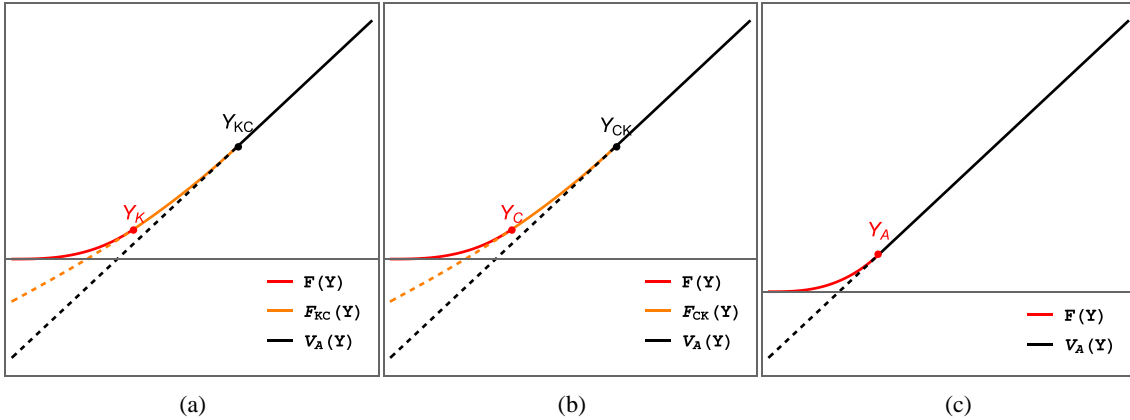 Y_KC
Y_K
F(Y)
F_KC(Y)
V_A(Y)
(a)
Y_CK
Y_C
F(Y)
F_CK(Y)
V_A(Y)
(b)
Y_A
F(Y)
V_A(Y)
(c)